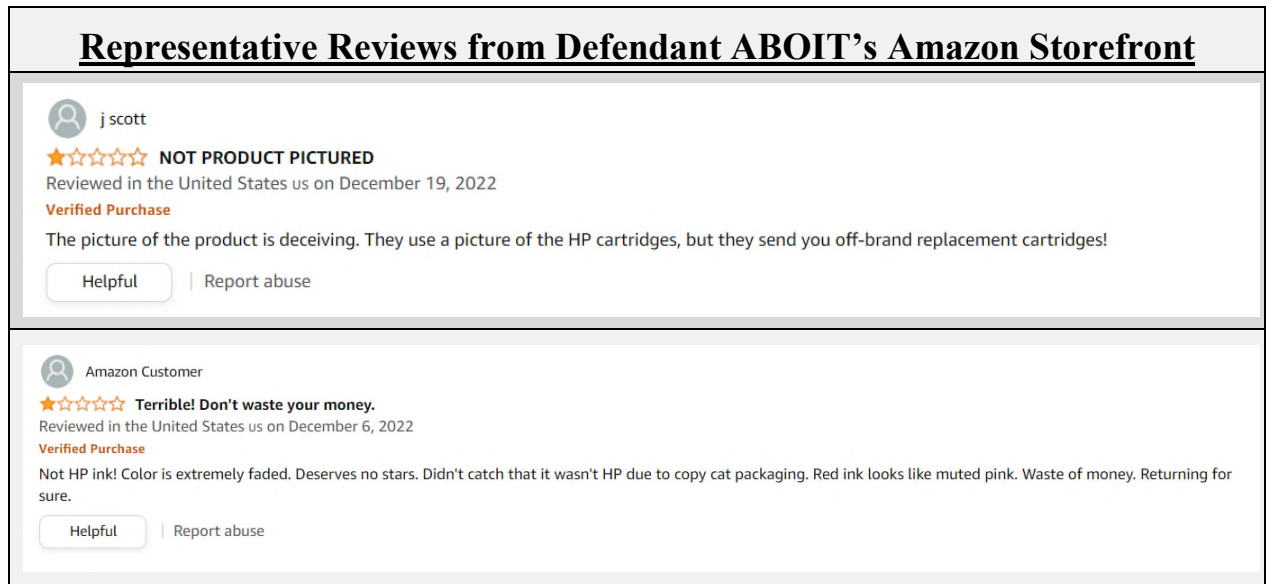 Representative Reviews from Defendant ABOIT’s Amazon Storefront
j scott
NOT PRODUCT PICTURED
Reviewed in the United States us on December 19, 2022
Verified Purchase
The picture of the product is deceiving. They use a picture of the HP cartridges, but they send you off-brand replacement cartridges!
Helpful | Report abuse
Amazon Customer
Terrible! Don't waste your money.
Reviewed in the United States us on December 6, 2022
Verified Purchase
Not HP ink! Color is extremely faded. Deserves no stars. Didn't catch that it wasn't HP due to copy cat packaging. Red ink looks like muted pink. Waste of money. Returning for
sure.
Helpful | Report abuse